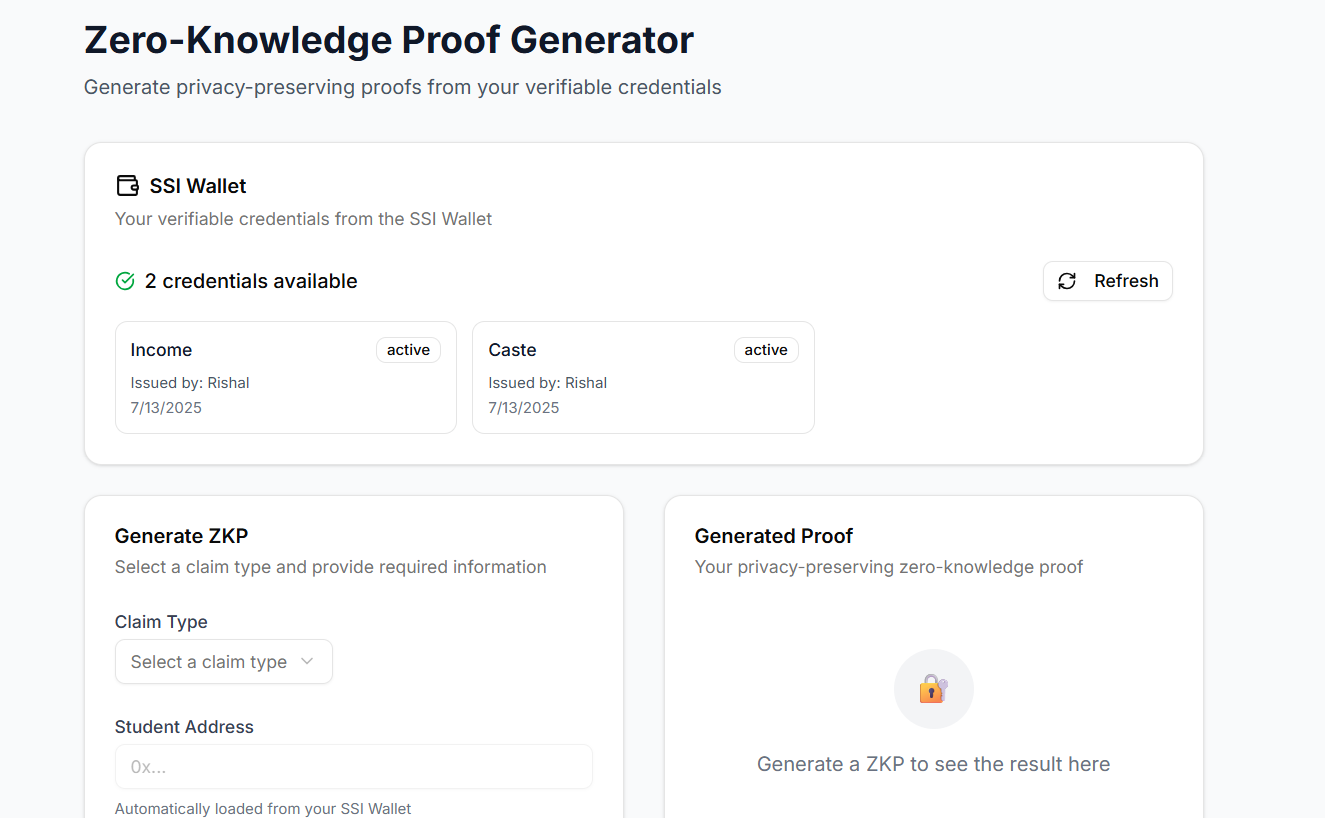 Zero-Knowledge Proof Generator
Generate privacy-preserving proofs from your verifiable credentials
SSI Wallet
Your verifiable credentials from the SSI Wallet
2 credentials available
Refresh
Income
active
Issued by: Rishal
7/13/2025
Caste
active
Issued by: Rishal
7/13/2025
Generate ZKP
Select a claim type and provide required information
Claim Type
Select a claim type
Student Address
0x...
Automatically loaded from your SSI Wallet
Generated Proof
Your privacy-preserving zero-knowledge proof
Generate a ZKP to see the result here